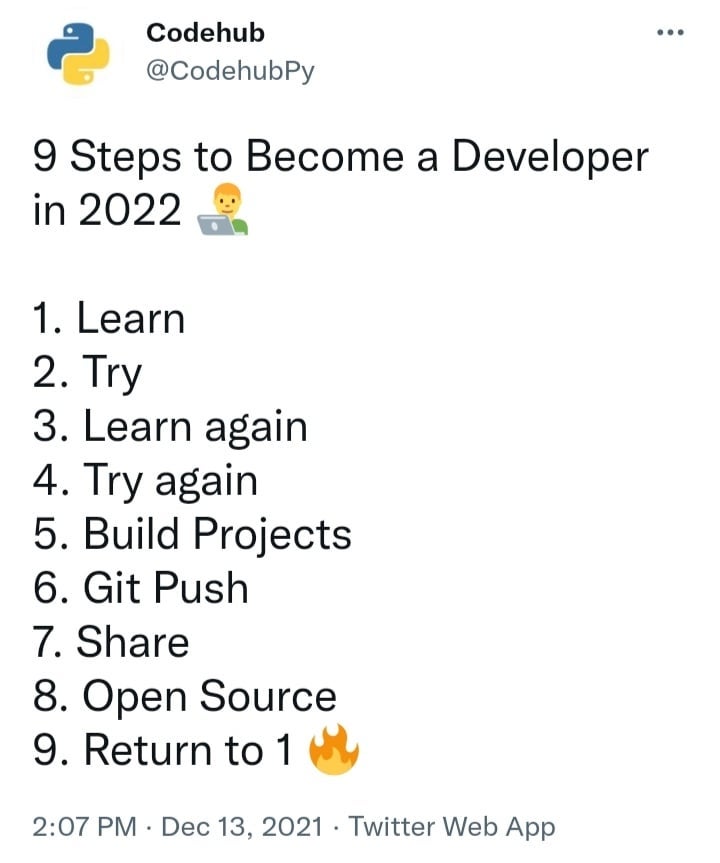 Codehub
@CodehubPy
9 Steps to Become a Developer
in 2022 👨‍💻
1. Learn
2. Try
3. Learn again
4. Try again
5. Build Projects
6. Git Push
7. Share
8. Open Source
9. Return to 1 🔥
2:07 PM · Dec 13, 2021 · Twitter Web App